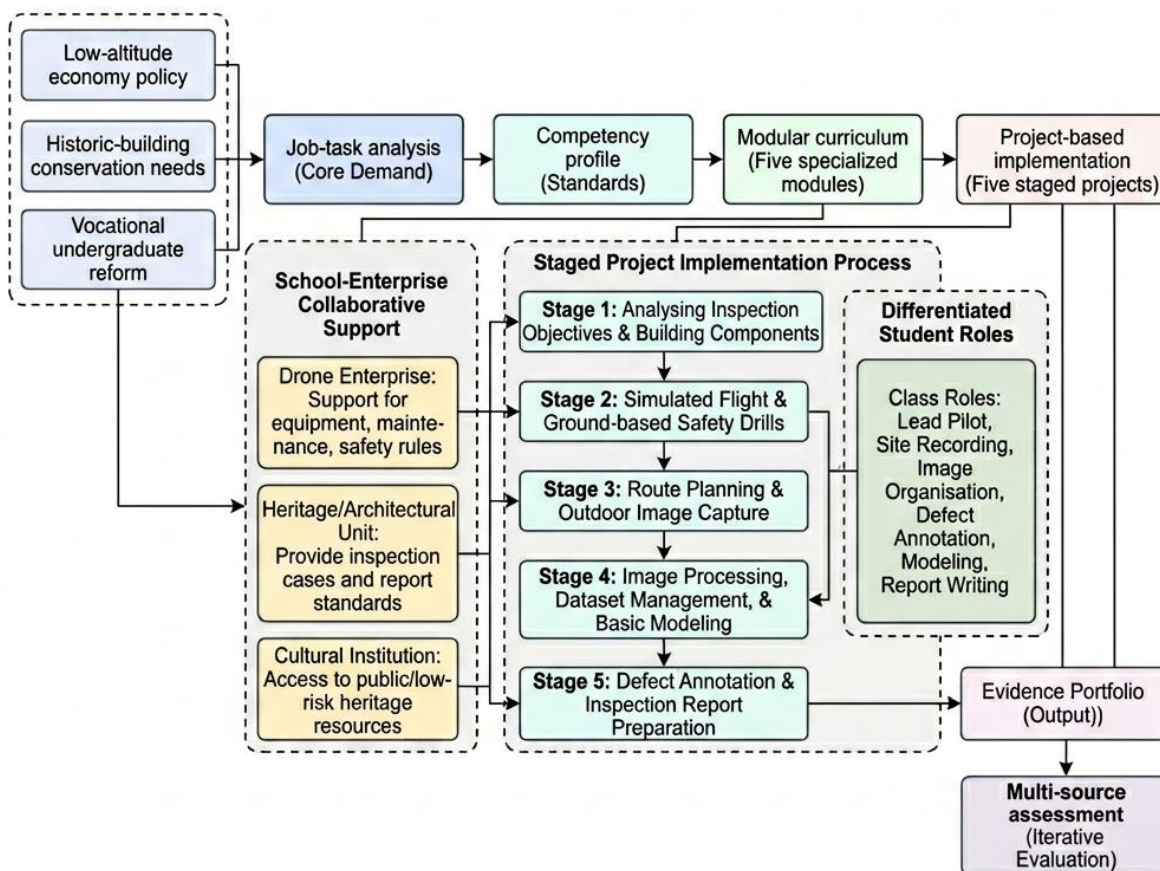 Low-altitude
economy policy
Historic-building
conservation needs
Vocational
undergraduate
reform
Job-task analysis
(Core Demand)
Competency
profile
(Standards)
Modular curriculum
(Five specialized
modules)
Project-based
implementation
(Five staged projects)
School-Enterprise
Collaborative
Support
Drone Enterprise:
Support for
equipment, mainte-
nance, safety rules
Heritage/Architectural
Unit:
Provide inspection
cases and report
standards
Cultural Institution:
Access to public/low-
risk heritage
resources
Staged Project Implementation Process
Stage 1: Analysing Inspection
Objectives & Building Components
Stage 2: Simulated Flight &
Ground-based Safety Drills
Stage 3: Route Planning &
Outdoor Image Capture
Stage 4: Image Processing,
Dataset Management, &
Basic Modeling
Stage 5: Defect Annotation &
Inspection Report
Preparation
Differentiated
Student Roles
Class Roles:
Lead Pilot,
Site Recording,
Image
Organisation,
Defect
Annotation,
Modeling,
Report Writing
Evidence Portfolio
(Output))
Multi-source
assessment
(Iterative
Evaluation)